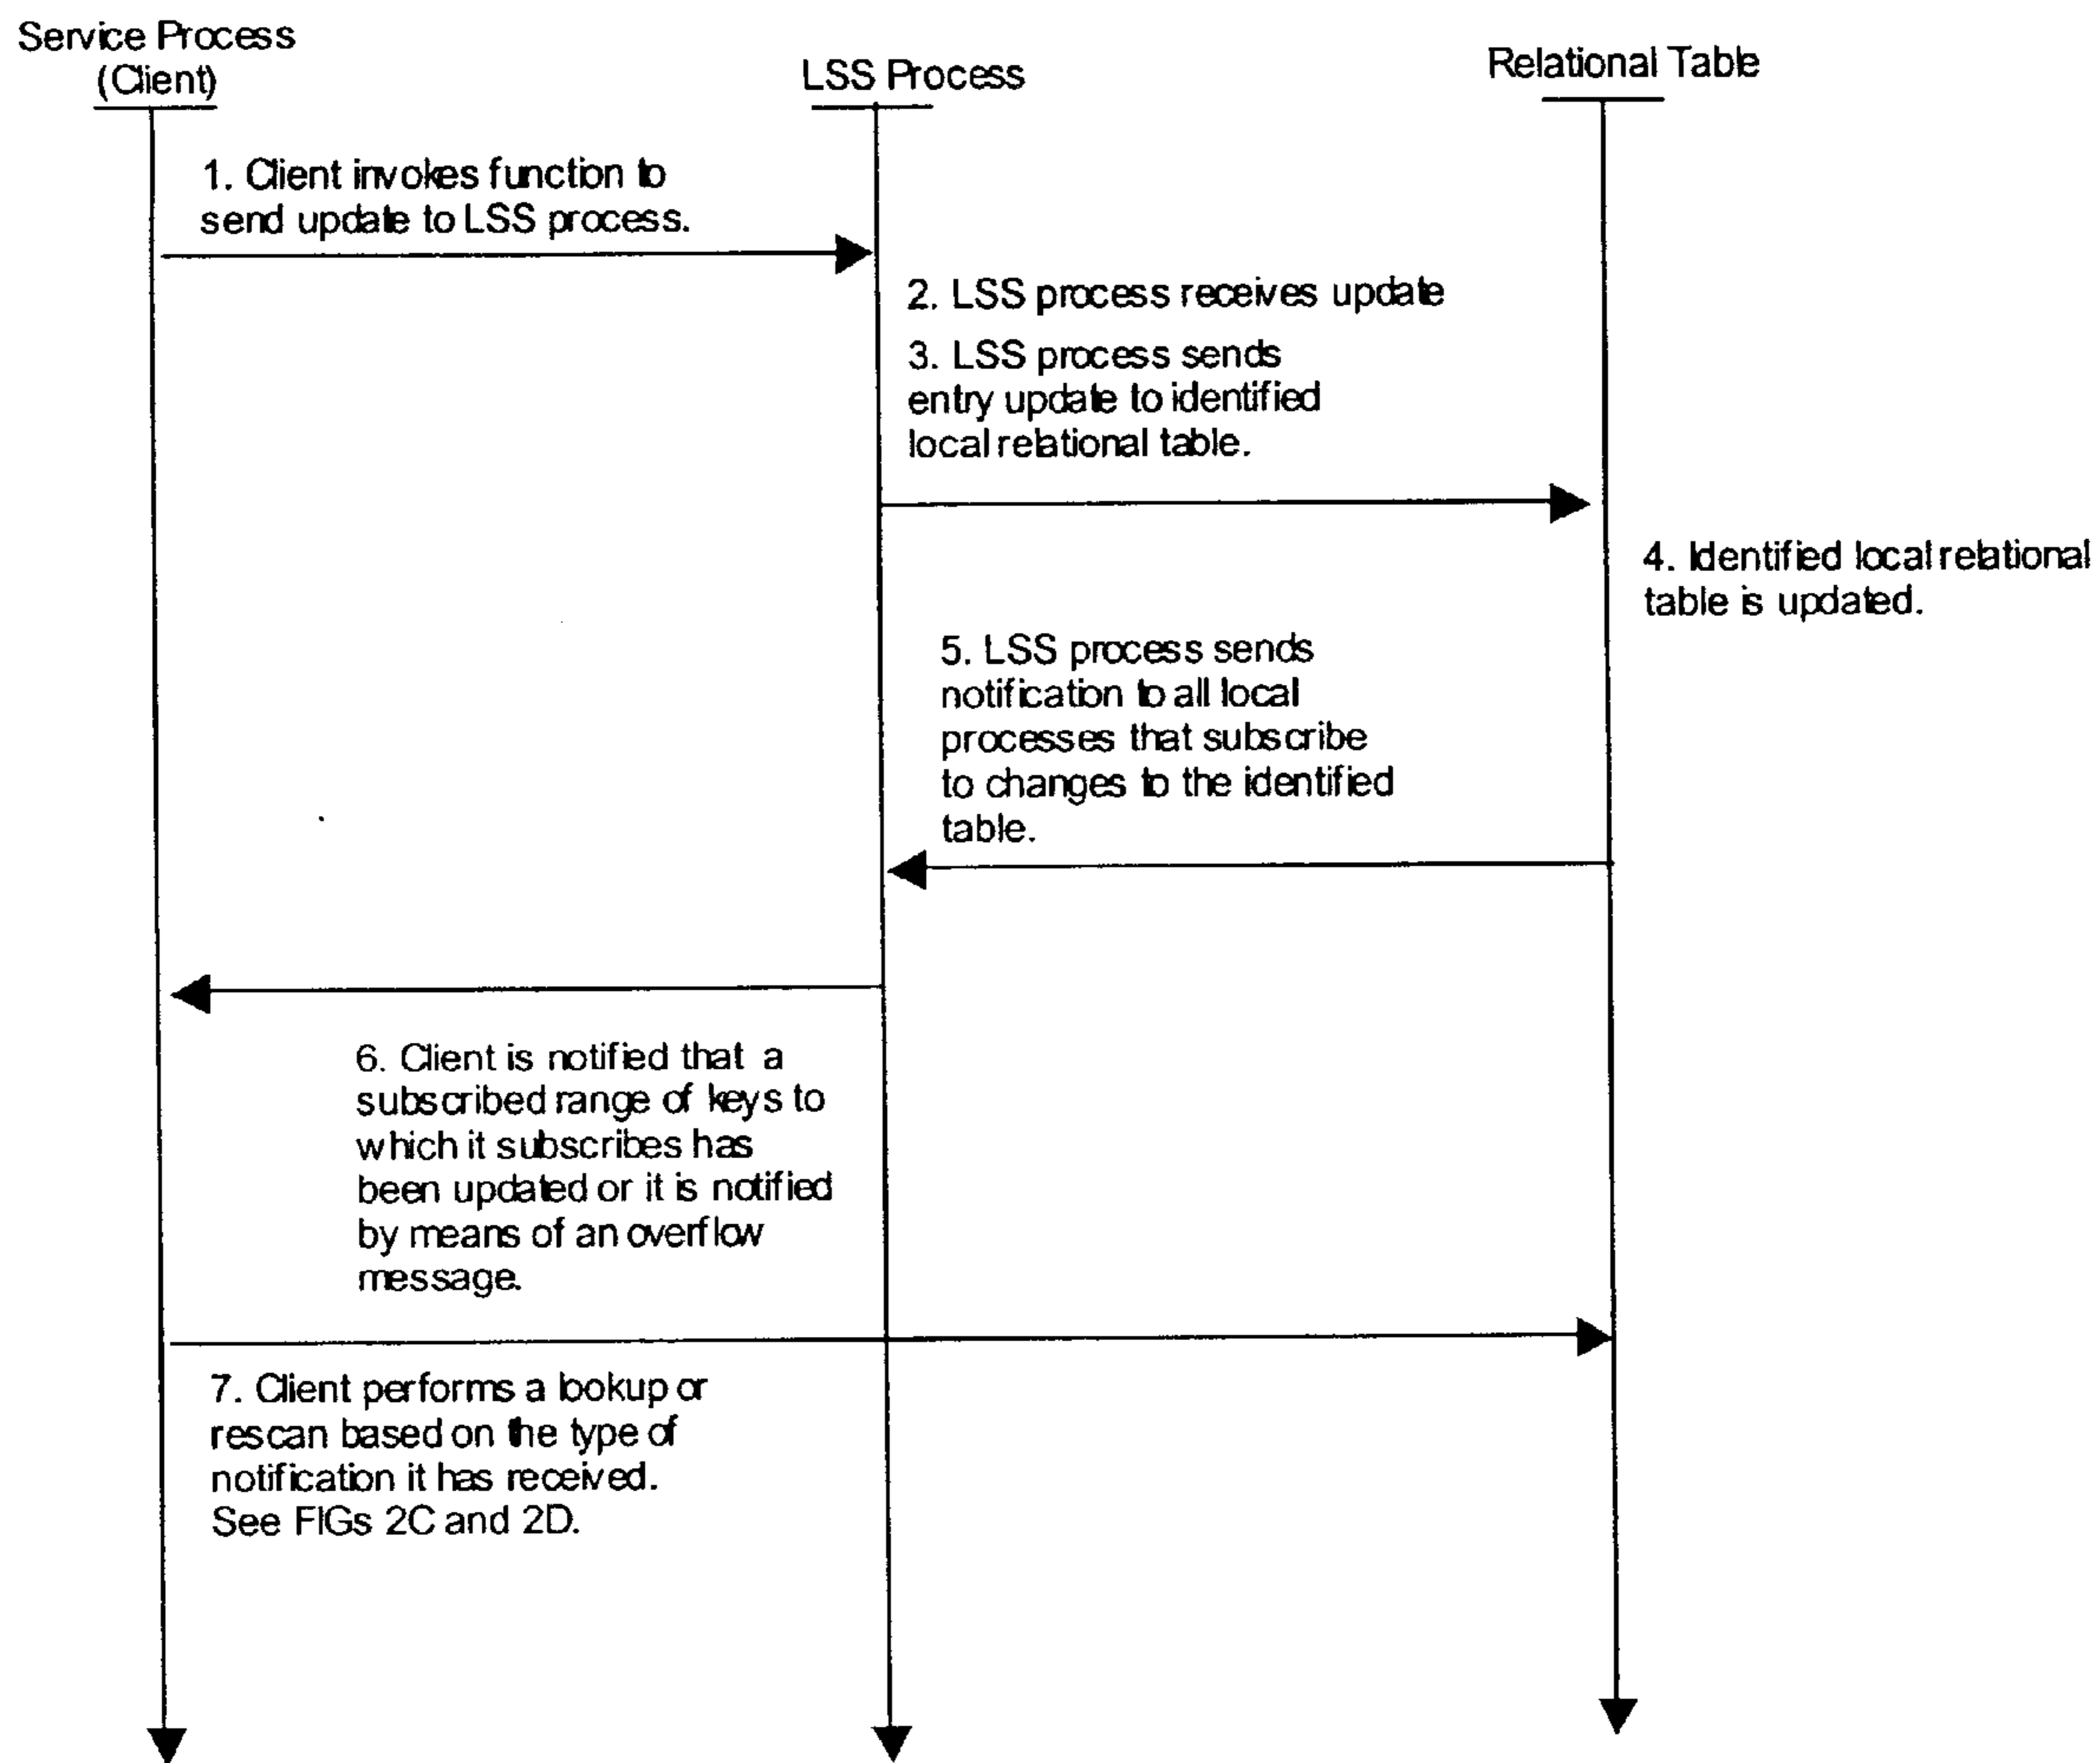 Service Process
(Client)
LSS Process
Relational Table
1. Client invokes function to
send update to LSS process.
2. LSS process receives update
3. LSS process sends
entry update to identified
local relational table.
4. Identified local relational
table is updated.
5. LSS process sends
notification to all local
processes that subscribe
to changes to the identified
table.
6. Client is notified that a
subscribed range of keys to
which it subscribes has
been updated or it is notified
by means of an overflow
message.
7. Client performs a lookup or
rescan based on the type of
notification it has received.
See FIGs 2C and 2D.